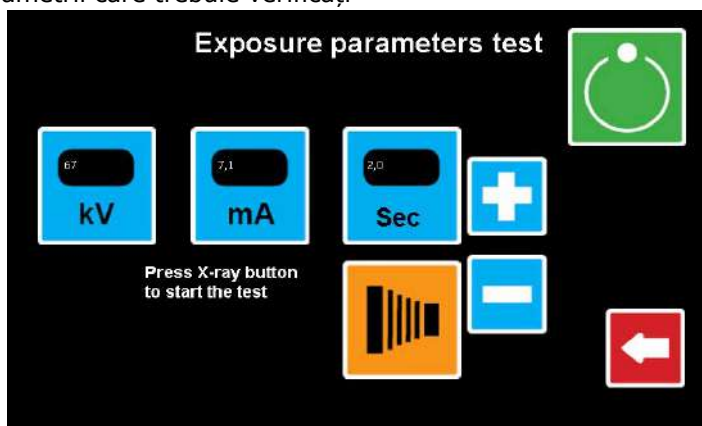 care trebuie verificați
Exposure parameters test
67
kV
7,1
mA
2,0
Sec
Press X-ray button
to start the test